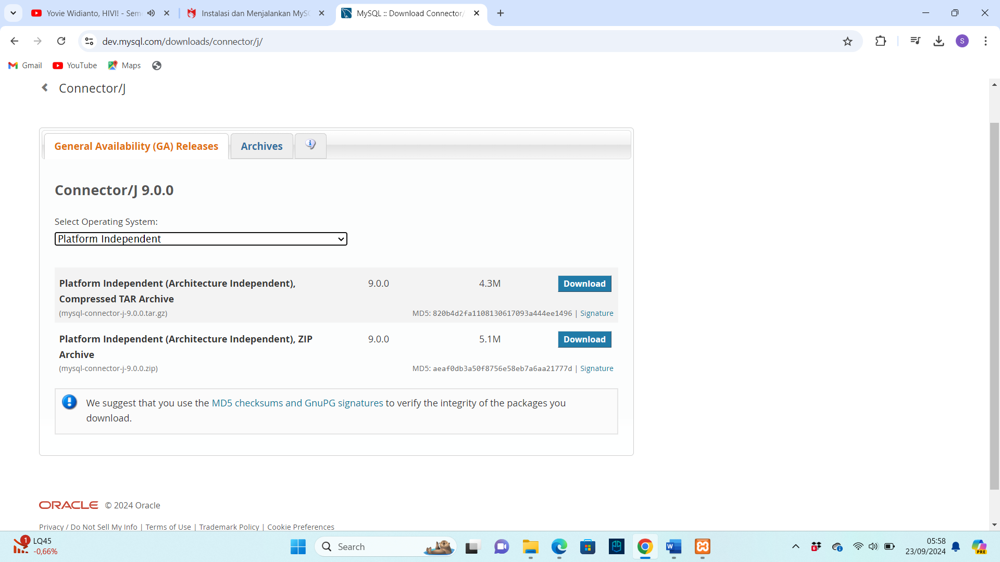 Yovie Widianto, HIVI! - Sem
Instalasi dan Menjalankan MyS
MySQL :: Download Connector/
dev.mysql.com/downloads/connector/j/
S
Gmail
YouTube
Maps
Connector/J
General Availability (GA) Releases
Archives
Connector/J 9.0.0
Select Operating System:
Platform Independent
Platform Independent (Architecture Independent),
Compressed TAR Archive
9.0.0
4.3M
Download
(mysql-connector-j-9.0.0.tar.gz)
MD5: 820b4d2fa1108130617093a444ee1496 | Signature
Platform Independent (Architecture Independent), ZIP
Archive
9.0.0
5.1M
Download
(mysql-connector-j-9.0.0.zip)
MD5: aeaf0db3a50f8756e58eb7a6aa21777d | Signature
We suggest that you use the MD5 checksums and GnuPG signatures to verify the integrity of the packages you
download.
ORACLE © 2024 Oracle
Privacy / Do Not Sell My Info | Terms of Use | Trademark Policy | Cookie Preferences
1
LQ45
-0,66%
Search
W
6
05:58
23/09/2024
PRE